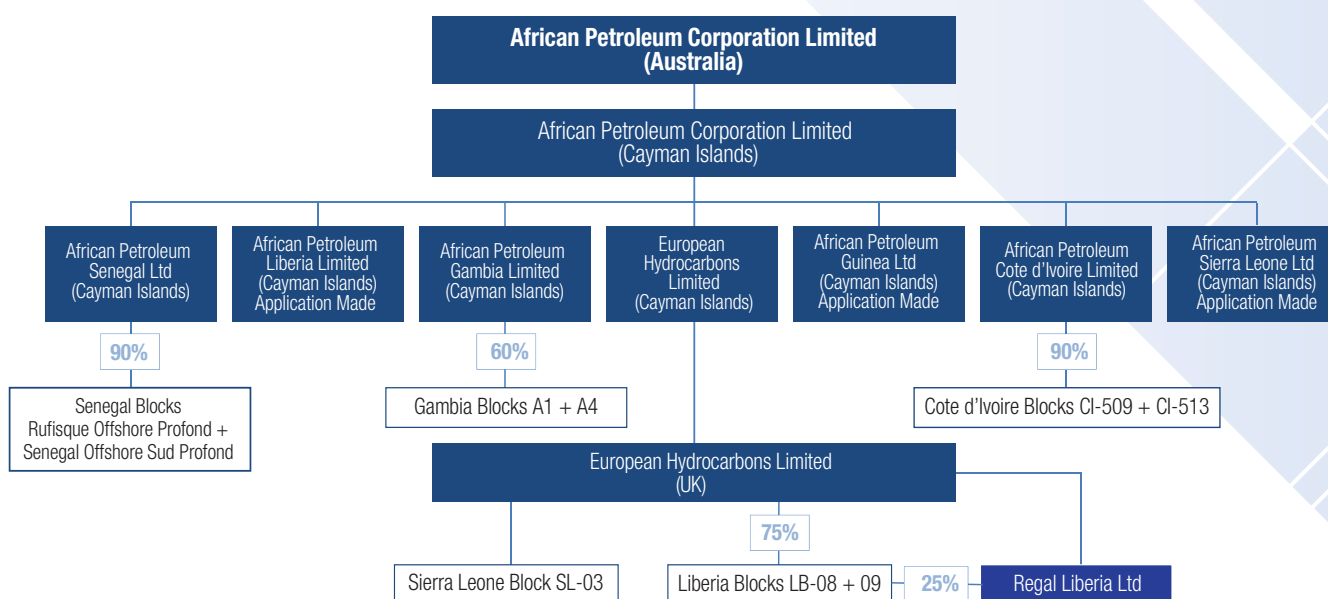 African Petroleum Corporation Limited
(Australia)
African Petroleum Corporation Limited
(Cayman Islands)
African Petroleum
Senegal Ltd
(Cayman Islands)
African Petroleum
Liberia Limited
(Cayman Islands)
Application Made
African Petroleum
Gambia Limited
(Cayman Islands)
European
Hydrocarbons
Limited
(Cayman Islands)
African Petroleum
Guinea Ltd
(Cayman Islands)
Application Made
African Petroleum
Cote d'Ivoire Limited
(Cayman Islands)
African Petroleum
Sierra Leone Ltd
(Cayman Islands)
Application Made
90%
60%
90%
Senegal Blocks
Rufisque Offshore Profond +
Senegal Offshore Sud Profond
Gambia Blocks A1 + A4
Cote d'Ivoire Blocks CI-509 + CI-513
European Hydrocarbons Limited
(UK)
75%
Sierra Leone Block SL-03
Liberia Blocks LB-08 + 09
25%
Regal Liberia Ltd